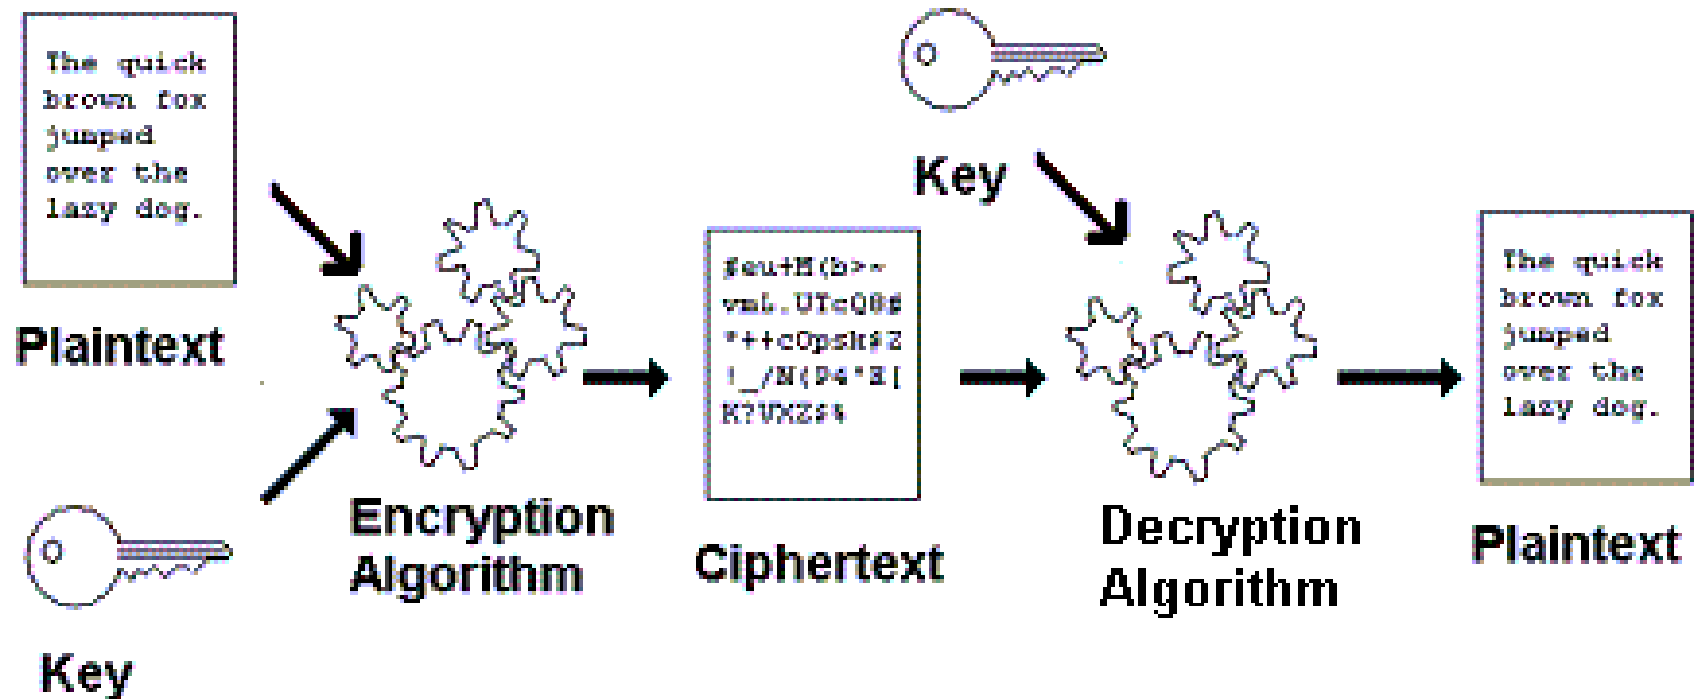 The quick
brown fox
jumped
over the
lazy dog.
Plaintext
Key
Encryption
Algorithm
Ciphertext
Key
Decryption
Algorithm
The quick
brown fox
jumped
over the
lazy dog.
Plaintext